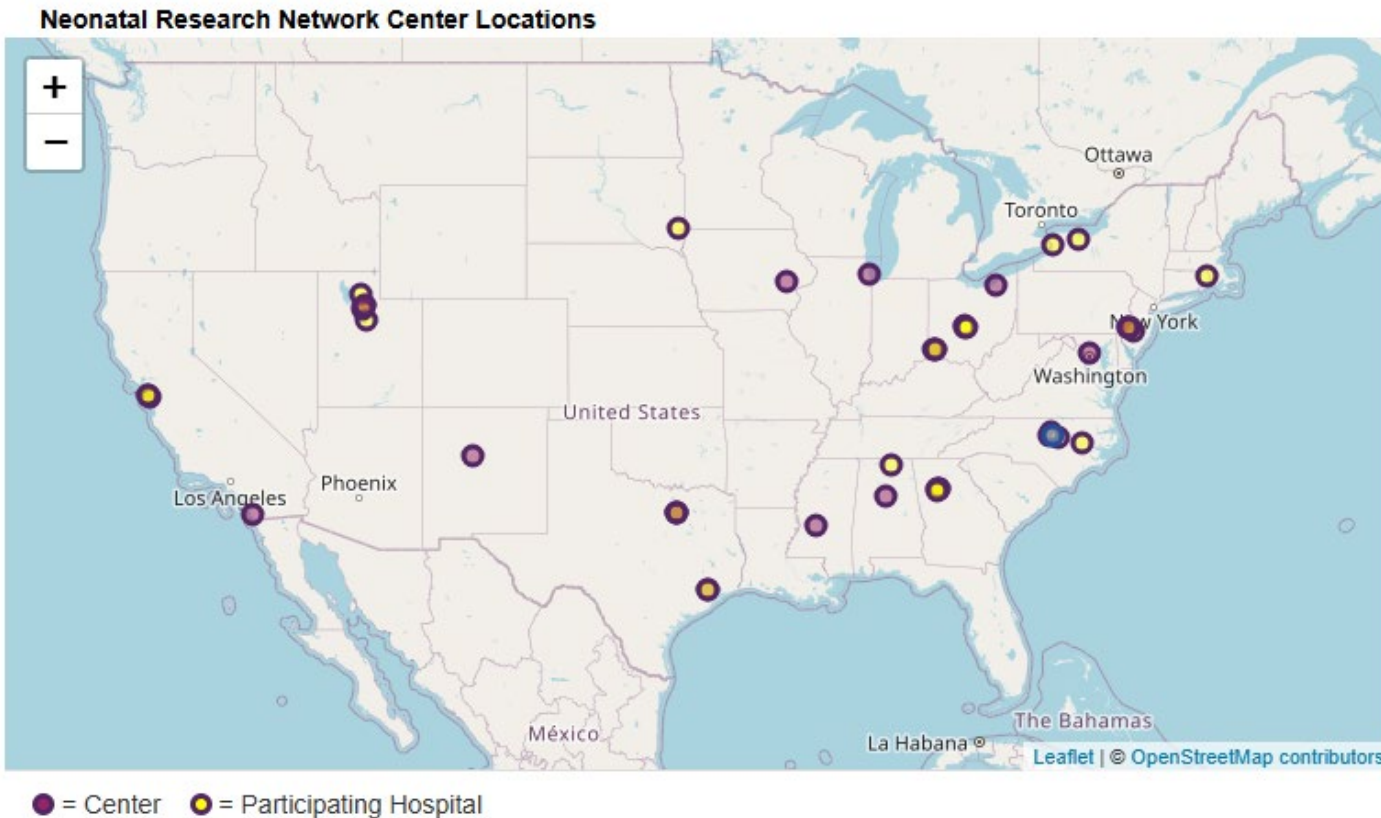 Neonatal Research Network Center Locations
+
−
Ottawa
Toronto
New York
Washington
United States
Los Angeles
Phoenix
México
The Bahamas
La Habana
Leaflet | © OpenStreetMap contributors
= Center = Participating Hospital